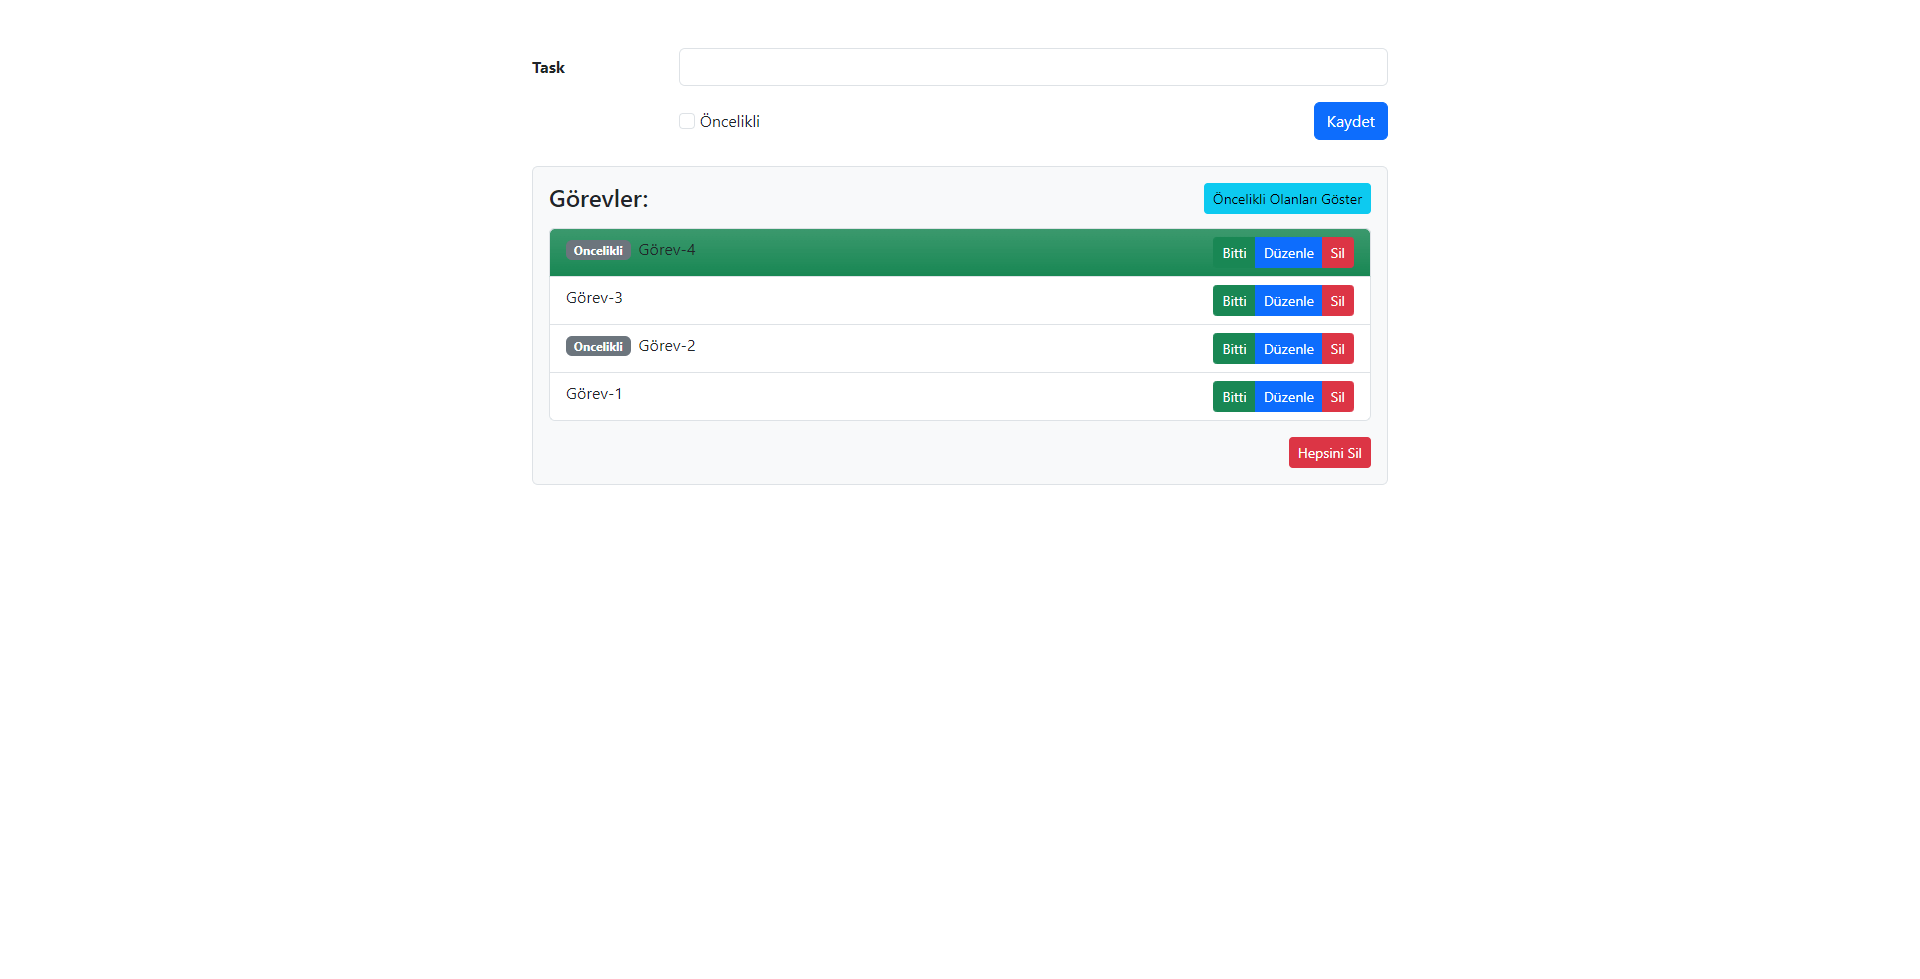 Task
Öncelikli Kaydet
Görevler: Öncelikli Olanları Göster
Oncelikli Görev-4 Bitti Düzenle Sil
Görev-3 Bitti Düzenle Sil
Oncelikli Görev-2 Bitti Düzenle Sil
Görev-1 Bitti Düzenle Sil
Hepsini Sil